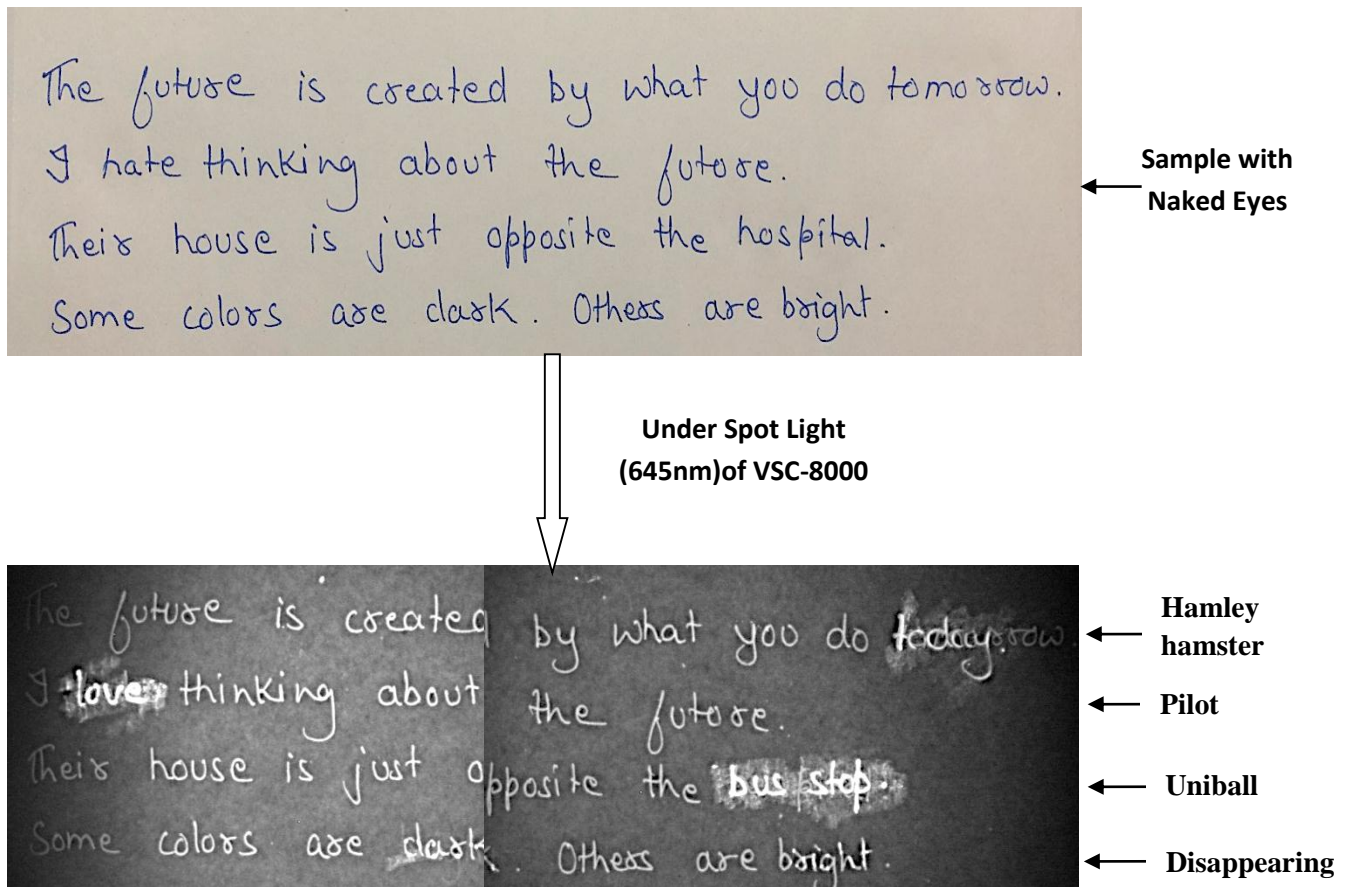 The future is created by what you do tomorrow.
I hate thinking about the future.
Their house is just opposite the hospital.
Some colors are dark. Others are bright.
Sample with
Naked Eyes
Under Spot Light
(645nm)of VSC-8000
The future is created by what you do today.
I love thinking about the future.
Their house is just opposite the bus stop.
Some colors are dark. Others are bright.
Hamley
hamster
Pilot
Uniball
Disappearing